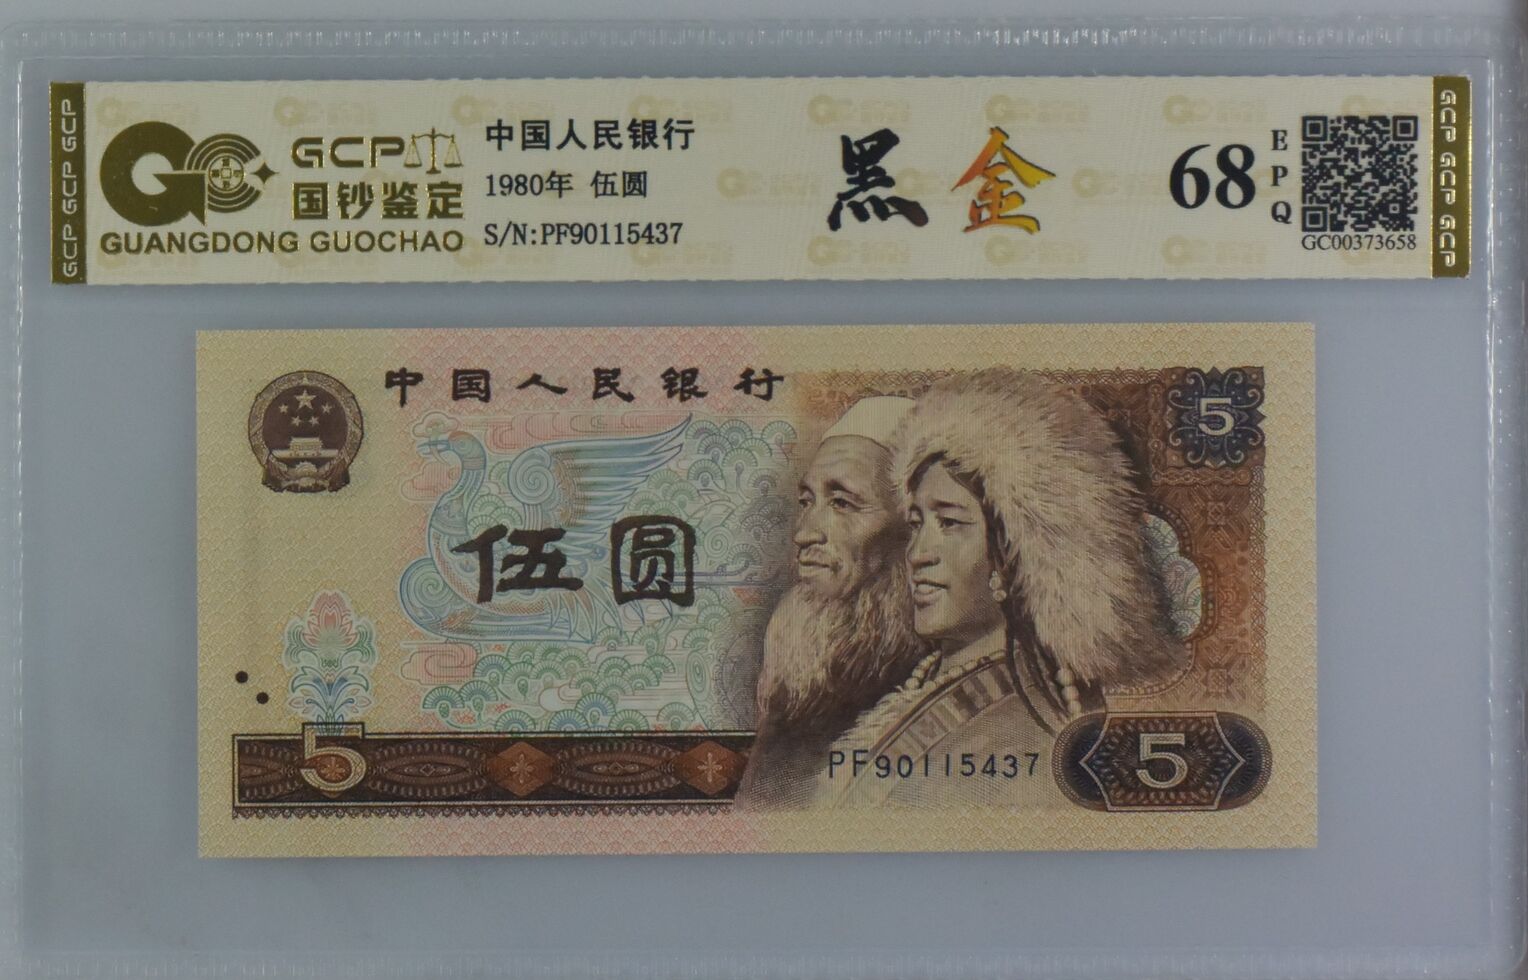 GCP GCP GCP
GCP
国钞鉴定
GUANGDONG GUOCHAO
中国人民银行
1980年 伍圆
S/N:PF90115437
黑金
68
EPQ
GC00373658
GCP GCP GCP
中国人民银行
5
伍圆
5
PF90115437
5